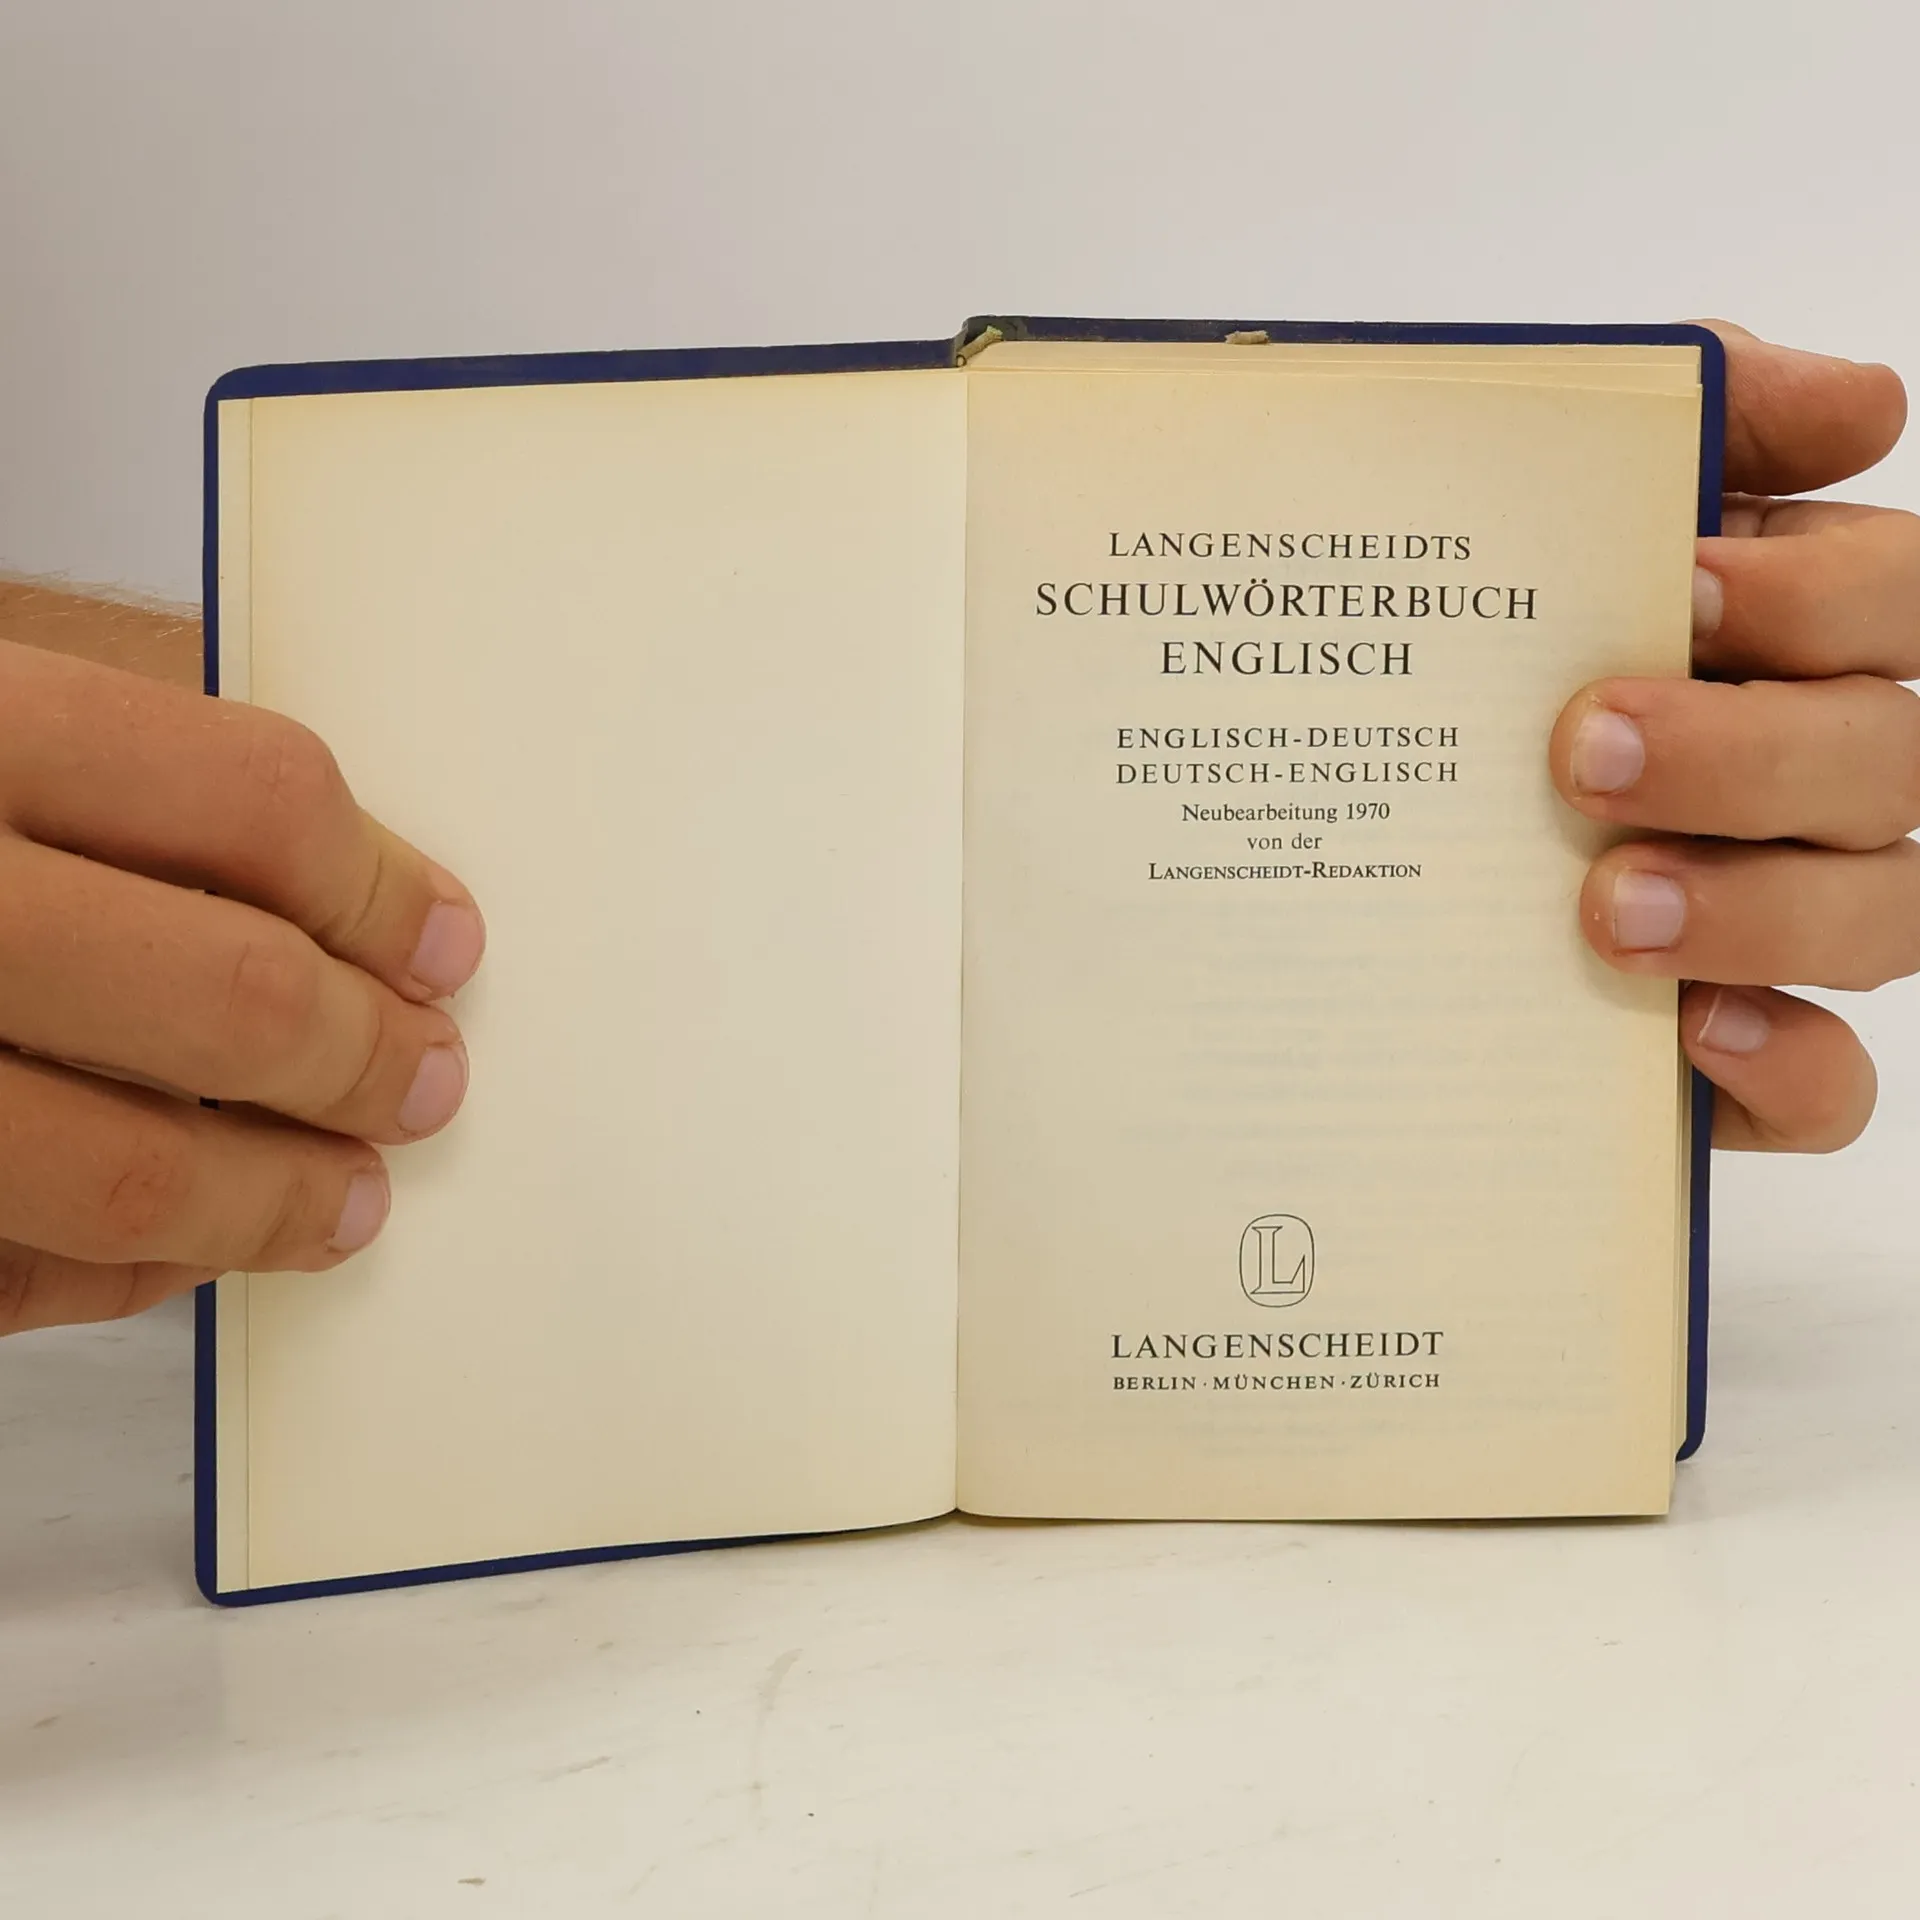 LANGENSCHEIDTS
SCHULWÖRTERBUCH
ENGLISCH
ENGLISCH-DEUTSCH
DEUTSCH-ENGLISCH
Neubearbeitung 1970
von der
LANGENSCHEIDT-REDAKTION
L
LANGENSCHEIDT
BERLIN · MÜNCHEN · ZÜRICH